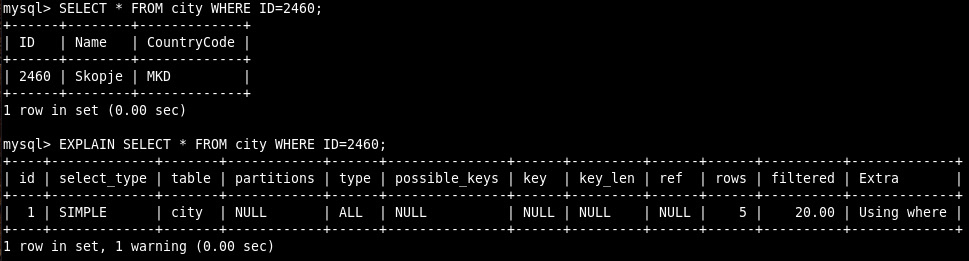 mysql> SELECT * FROM city WHERE ID=2460;
+------+--------+-------------+
| ID   | Name   | CountryCode |
+------+--------+-------------+
| 2460 | Skopje | MKD         |
+------+--------+-------------+
1 row in set (0.00 sec)

mysql> EXPLAIN SELECT * FROM city WHERE ID=2460;
+----+-------------+-------+------------+------+---------------+------+---------+------+------+----------+-------------+
| id | select_type | table | partitions | type | possible_keys | key  | key_len | ref  | rows | filtered | Extra       |
+----+-------------+-------+------------+------+---------------+------+---------+------+------+----------+-------------+
|  1 | SIMPLE      | city  | NULL       | ALL  | NULL          | NULL | NULL    | NULL |    5 |    20.00 | Using where |
+----+-------------+-------+------------+------+---------------+------+---------+------+------+----------+-------------+
1 row in set, 1 warning (0.00 sec)